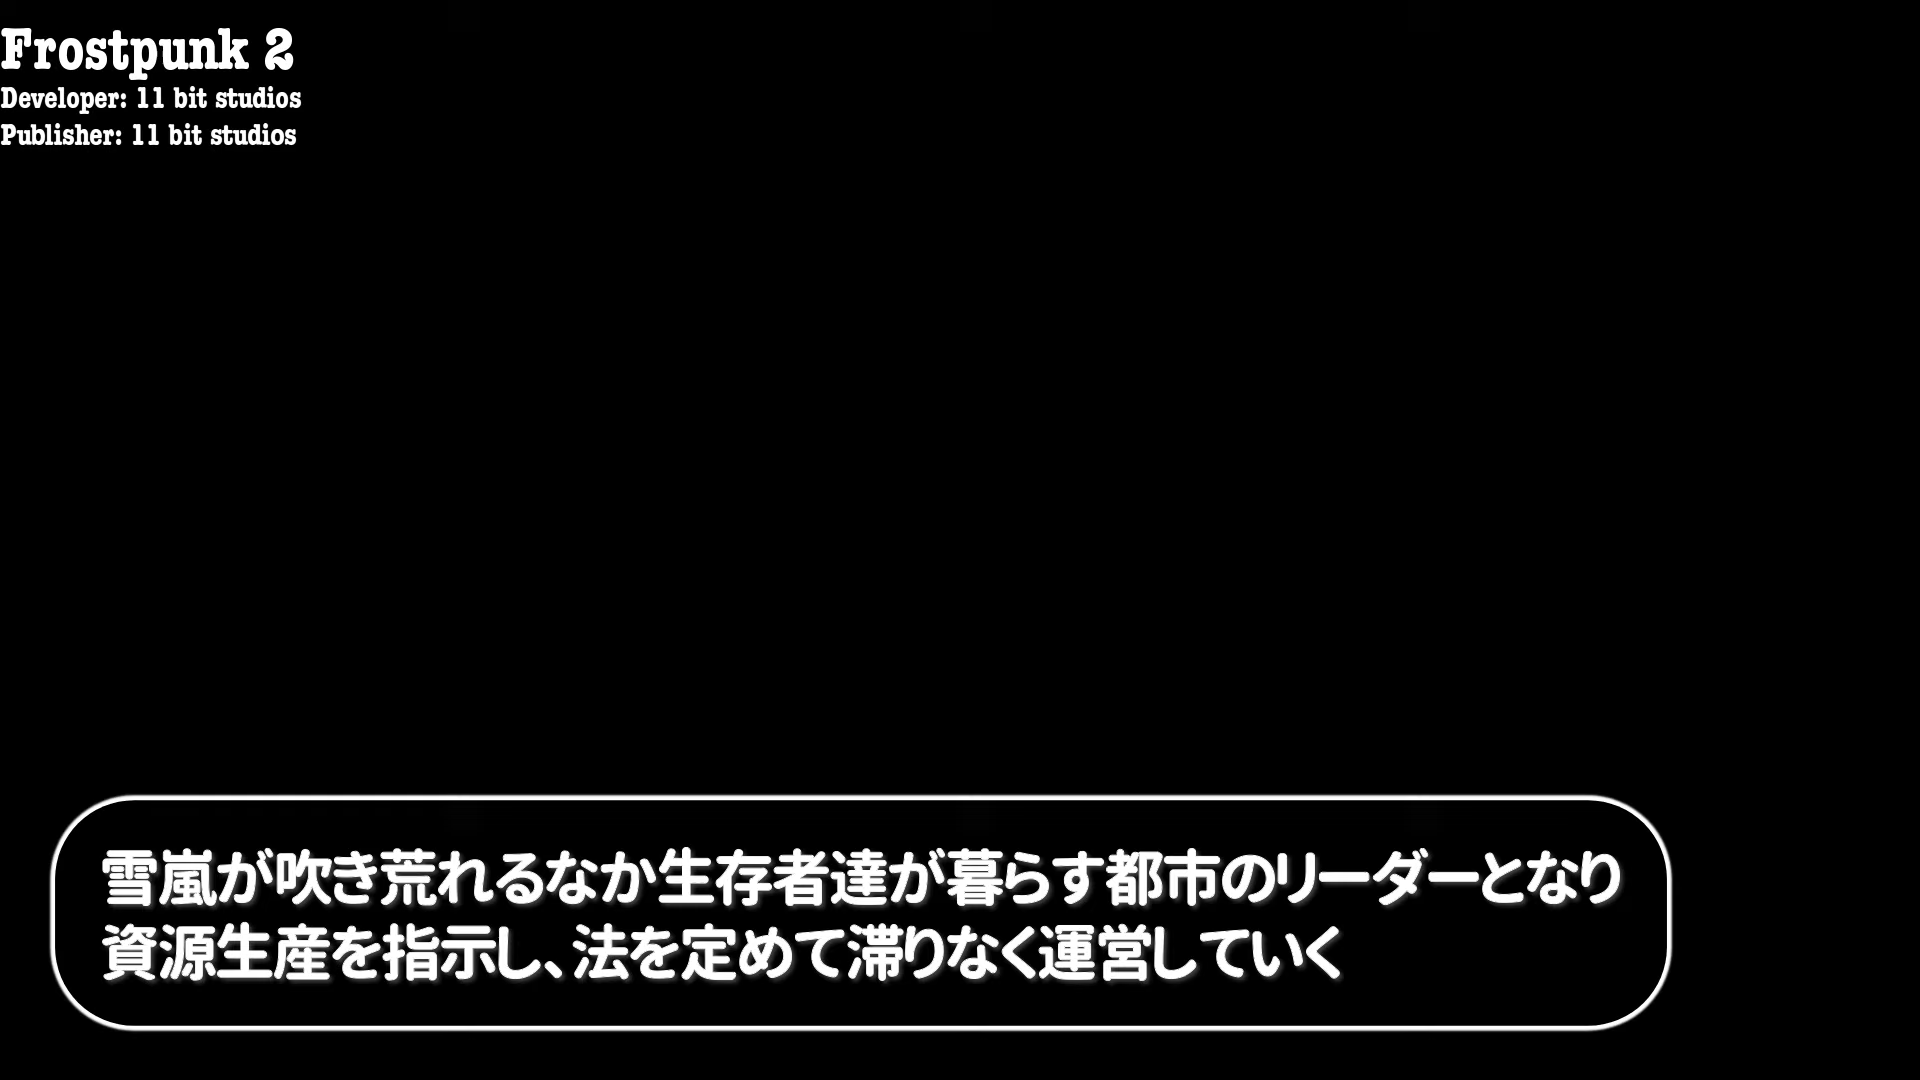 Frostpunk 2
Developer: 11 bit studios
Publisher: 11 bit studios
雪嵐が吹き荒れるなか生存者達が暮らす都市のリーダーとなり
資源生産を指示し、法を定めて滞りなく運営していく